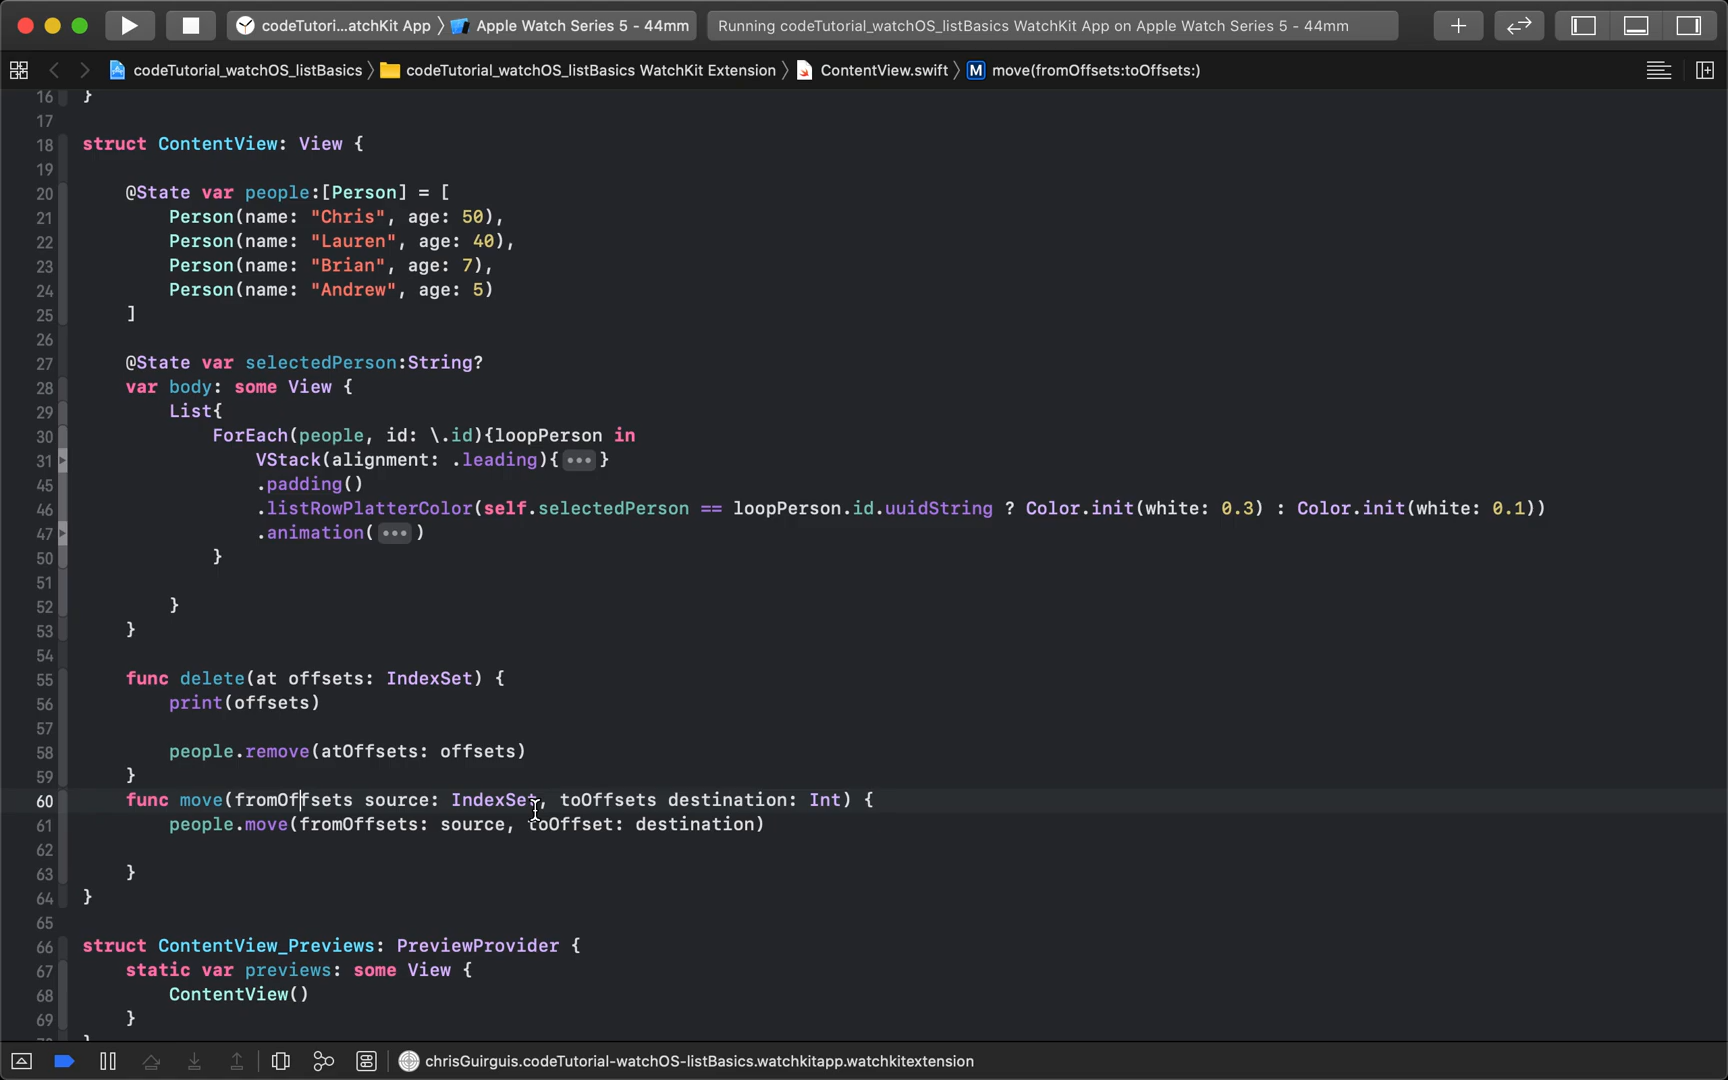 codeTutori...atchKit App 〉 Apple Watch Series 5 - 44mm
Running codeTutorial_watchOS_listBasics WatchKit App on Apple Watch Series 5 - 44mm
codeTutorial_watchOS_listBasics 〉 codeTutorial_watchOS_listBasics WatchKit Extension 〉 ContentView.swift 〉 M move(fromOffsets:toOffsets:)
16 }
17
18 struct ContentView: View {
19
20 @State var people:[Person] = [
21 Person(name: "Chris", age: 50),
22 Person(name: "Lauren", age: 40),
23 Person(name: "Brian", age: 7),
24 Person(name: "Andrew", age: 5)
25 ]
26
27 @State var selectedPerson:String?
28 var body: some View {
29 List{
30 ForEach(people, id: \.id){loopPerson in
31 VStack(alignment: .leading){•••}
45 .padding()
46 .listRowPlatterColor(self.selectedPerson == loopPerson.id.uuidString ? Color.init(white: 0.3) : Color.init(white: 0.1))
47 .animation(•••)
50 }
51
52 }
53 }
54
55 func delete(at offsets: IndexSet) {
56 print(offsets)
57
58 people.remove(atOffsets: offsets)
59 }
60 func move(fromOffsets source: IndexSet, toOffsets destination: Int) {
61 people.move(fromOffsets: source, toOffset: destination)
62
63 }
64 }
65
66 struct ContentView_Previews: PreviewProvider {
67 static var previews: some View {
68 ContentView()
69 }
chrisGuirguis.codeTutorial-watchOS-listBasics.watchkitapp.watchkitextension